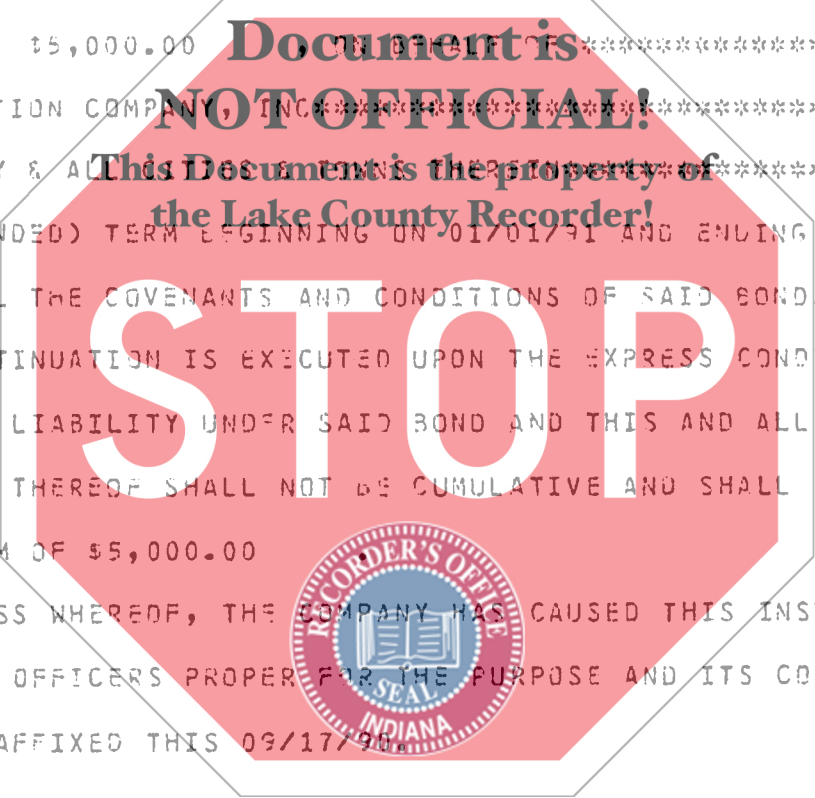 $5,000.00 , ON BEHALF OF ********************
Document is
TION COMPANY, INC***********************************
NOT OFFICIAL!
Y & ALL CITIES & TOWNS THEREIN********************
This Document is the property of
the Lake County Recorder!
NDED) TERM BEGINNING ON 01/01/91 AND ENDING
L THE COVENANTS AND CONDITIONS OF SAID BOND.
STOP
TINUATION IS EXECUTED UPON THE EXPRESS COND
LIABILITY UNDER SAID BOND AND THIS AND ALL
THEREOF SHALL NOT BE CUMULATIVE AND SHALL
M OF $5,000.00 .
RECORDER'S OFFICE
SS WHEREOF, THE COMPANY HAS CAUSED THIS INS
OFFICERS PROPER FOR THE PURPOSE AND ITS CO
SEAL
INDIANA
AFFIXED THIS 09/17/90.